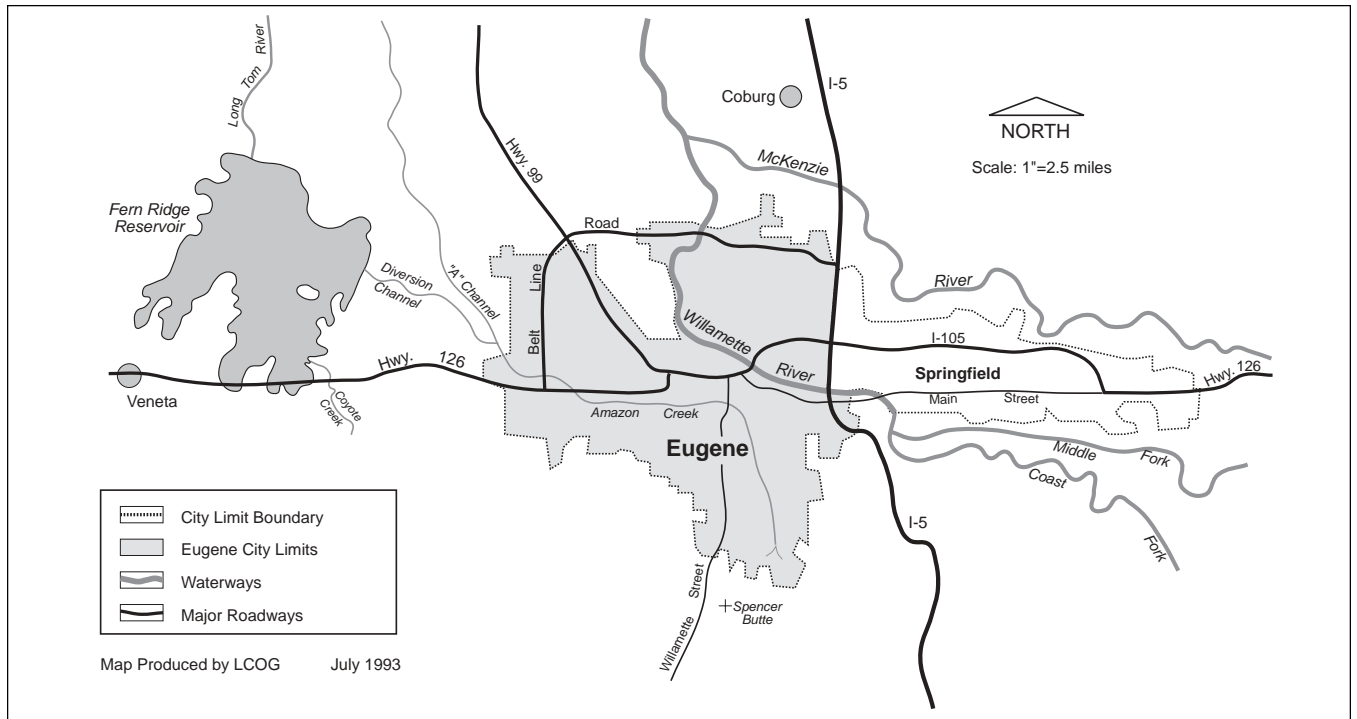 Long Tom River
Coburg
I-5
NORTH
Scale: 1"=2.5 miles
Hwy. 99
McKenzie
River
Fern Ridge
Reservoir
Road
Diversion
Channel
"A" Channel
Belt Line
Willamette
River
I-105
Springfield
Hwy. 126
Hwy. 126
Veneta
Coyote
Creek
Main Street
Amazon Creek
Eugene
Middle Fork
Coast Fork
I-5
City Limit Boundary
Eugene City Limits
Waterways
Major Roadways
Willamette Street
Spencer
Butte
Map Produced by LCOG July 1993